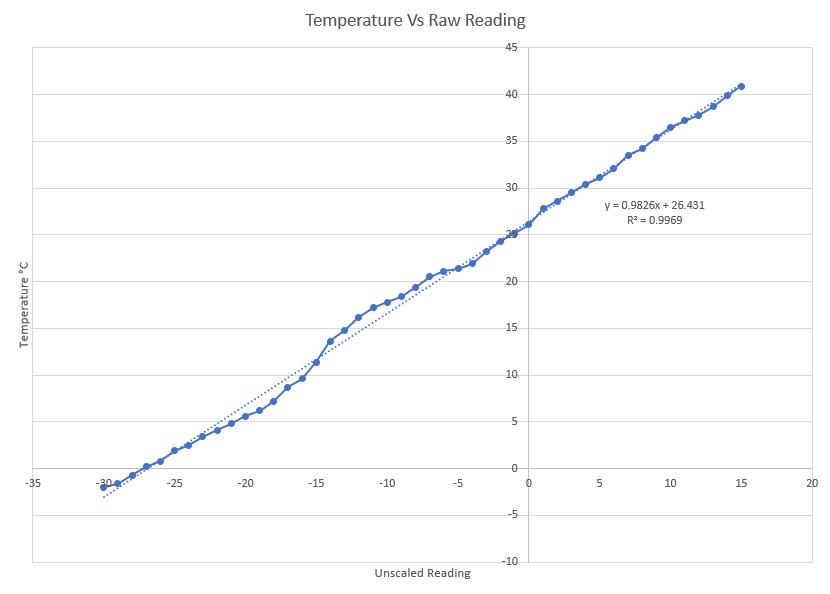 Temperature Vs Raw Reading
45
40
35
30
y = 0.9826x + 26.431
R² = 0.9969
25
20
Temperature °C
15
10
5
0
-35 -30 -25 -20 -15 -10 -5 0 5 10 15 20
-5
-10
Unscaled Reading